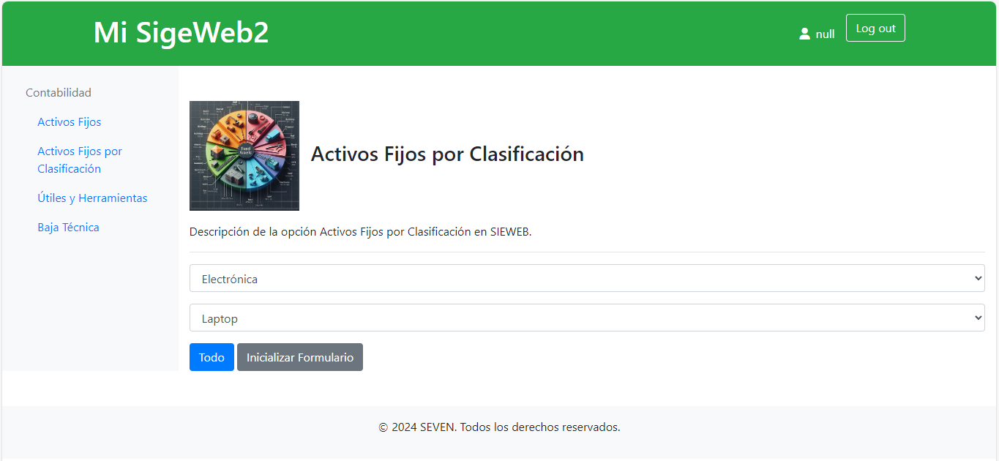 Mi SigeWeb2
null
Log out
Contabilidad
Activos Fijos
Activos Fijos por
Clasificación
Útiles y Herramientas
Baja Técnica
Activos Fijos por Clasificación
Descripción de la opción Activos Fijos por Clasificación en SIEWEB.
Electrónica
Laptop
Todo
Inicializar Formulario
© 2024 SEVEN. Todos los derechos reservados.